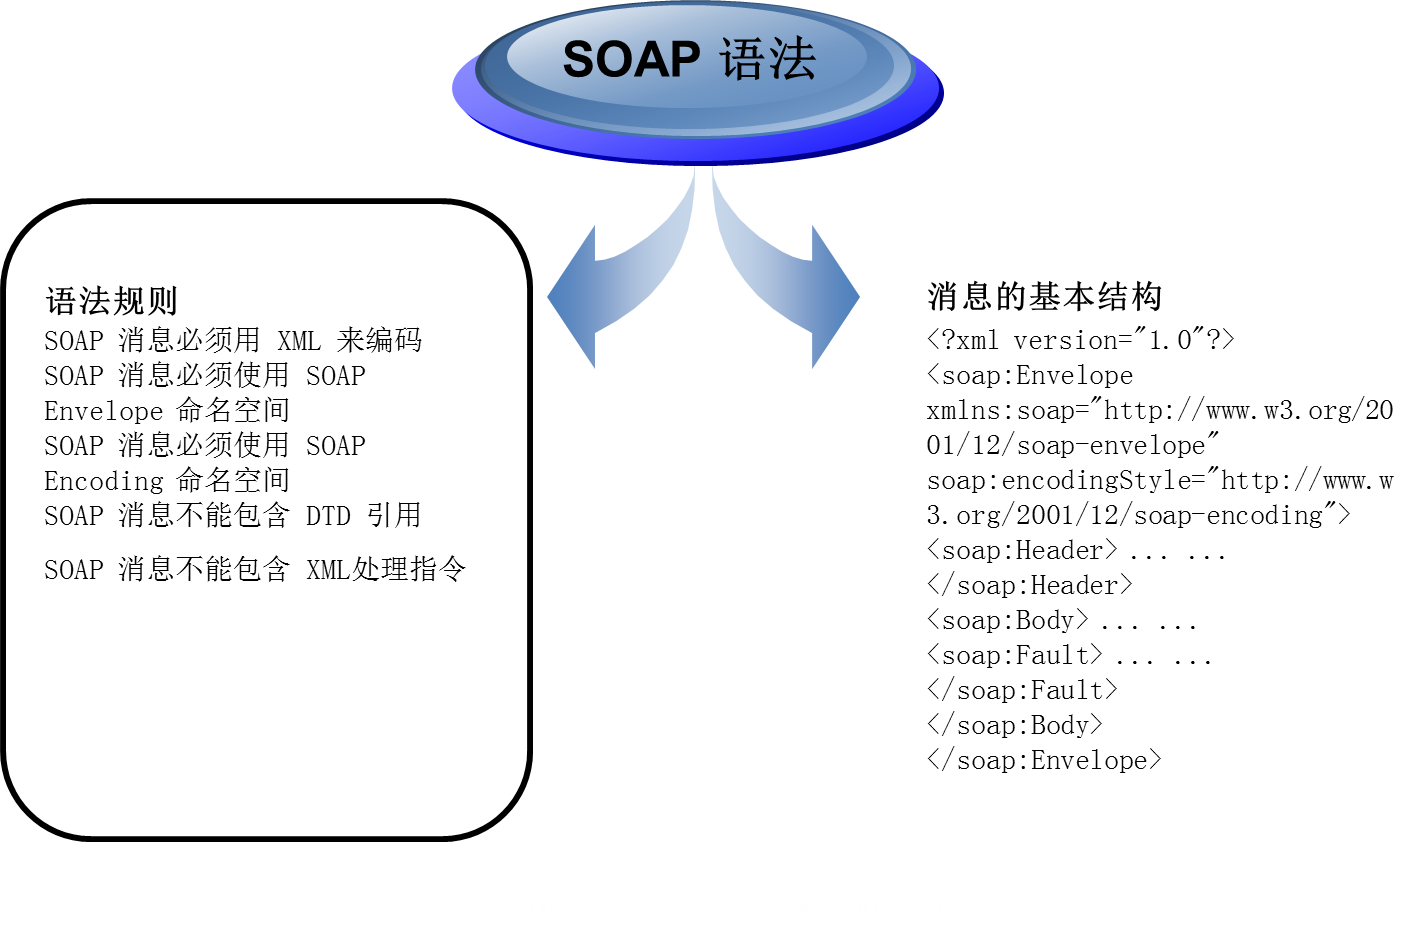 SOAP 语法
语法规则
SOAP 消息必须用 XML 来编码
SOAP 消息必须使用 SOAP
Envelope 命名空间
SOAP 消息必须使用 SOAP
Encoding 命名空间
SOAP 消息不能包含 DTD 引用
SOAP 消息不能包含 XML处理指令
消息的基本结构
<?xml version="1.0"?>
<soap:Envelope
xmlns:soap="http://www.w3.org/20
01/12/soap-envelope"
soap:encodingStyle="http://www.w
3.org/2001/12/soap-encoding">
<soap:Header> ... ...
</soap:Header>
<soap:Body> ... ...
<soap:Fault> ... ...
</soap:Fault>
</soap:Body>
</soap:Envelope>